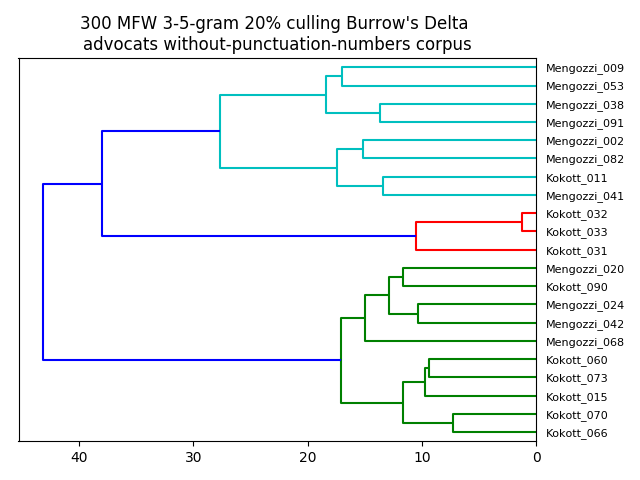 300 MFW 3-5-gram 20% culling Burrow's Delta
advocats without-punctuation-numbers corpus
Mengozzi_009
Mengozzi_053
Mengozzi_038
Mengozzi_091
Mengozzi_002
Mengozzi_082
Kokott_011
Mengozzi_041
Kokott_032
Kokott_033
Kokott_031
Mengozzi_020
Kokott_090
Mengozzi_024
Mengozzi_042
Mengozzi_068
Kokott_060
Kokott_073
Kokott_015
Kokott_070
Kokott_066
40 30 20 10 0